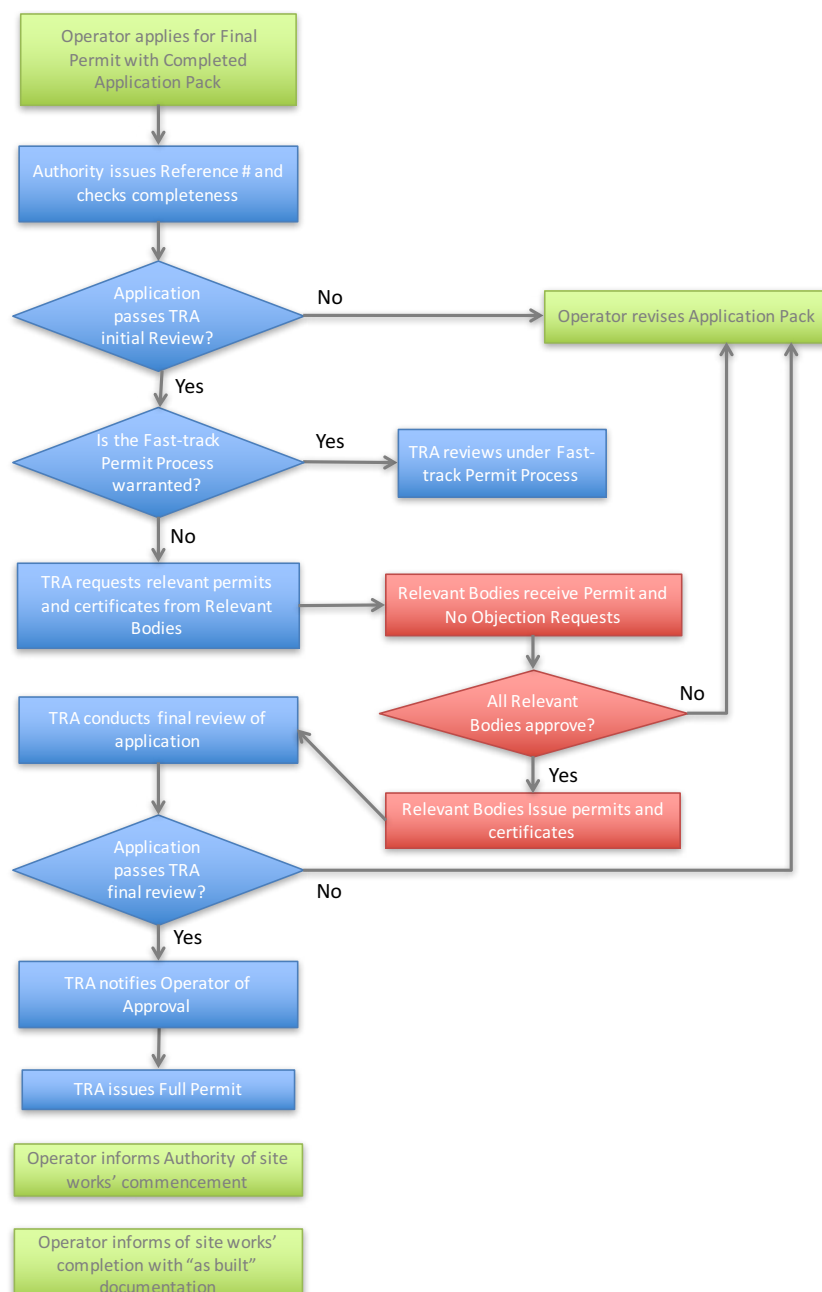 Operator applies for Final
Permit with Completed
Application Pack
Authority issues Reference # and
checks completeness
Application
passes TRA
initial Review?
No
Operator revises Application Pack
Yes
Is the Fast-track
Permit Process
warranted?
Yes
TRA reviews under Fast-
track Permit Process
No
TRA requests relevant permits
and certificates from Relevant
Bodies
Relevant Bodies receive Permit and
No Objection Requests
All Relevant
Bodies approve?
No
Yes
Relevant Bodies Issue permits and
certificates
TRA conducts final review of
application
Application
passes TRA
final review?
No
Yes
TRA notifies Operator of
Approval
TRA issues Full Permit
Operator informs Authority of site
works' commencement
Operator informs of site works'
completion with “as built”
documentation